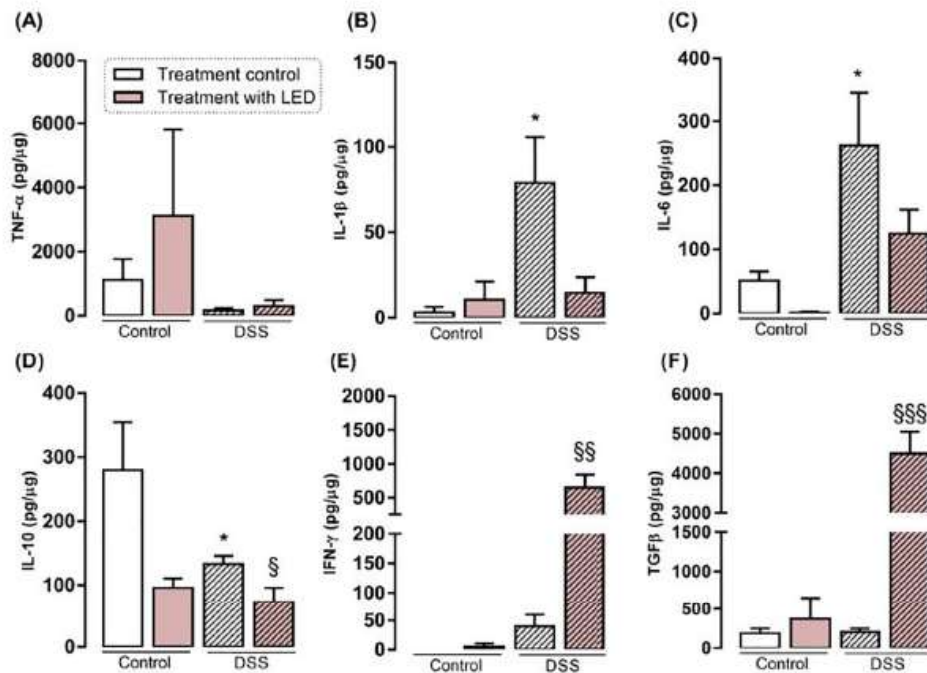 (A)
TNF-α (pg/µg)
8000
6000
4000
2000
0
Treatment control
Treatment with LED
Control
DSS
(B)
IL-1β (pg/µg)
150
100
50
0
*
Control
DSS
(C)
IL-6 (pg/µg)
400
300
200
100
0
*
Control
DSS
(D)
IL-10 (pg/µg)
400
300
200
100
0
*
§
Control
DSS
(E)
IFN-γ (pg/µg)
2000
1500
1000
500
200
150
100
50
0
§§
Control
DSS
(F)
TGFβ (pg/µg)
6000
5000
4000
3000
1500
1000
500
0
§§§
Control
DSS